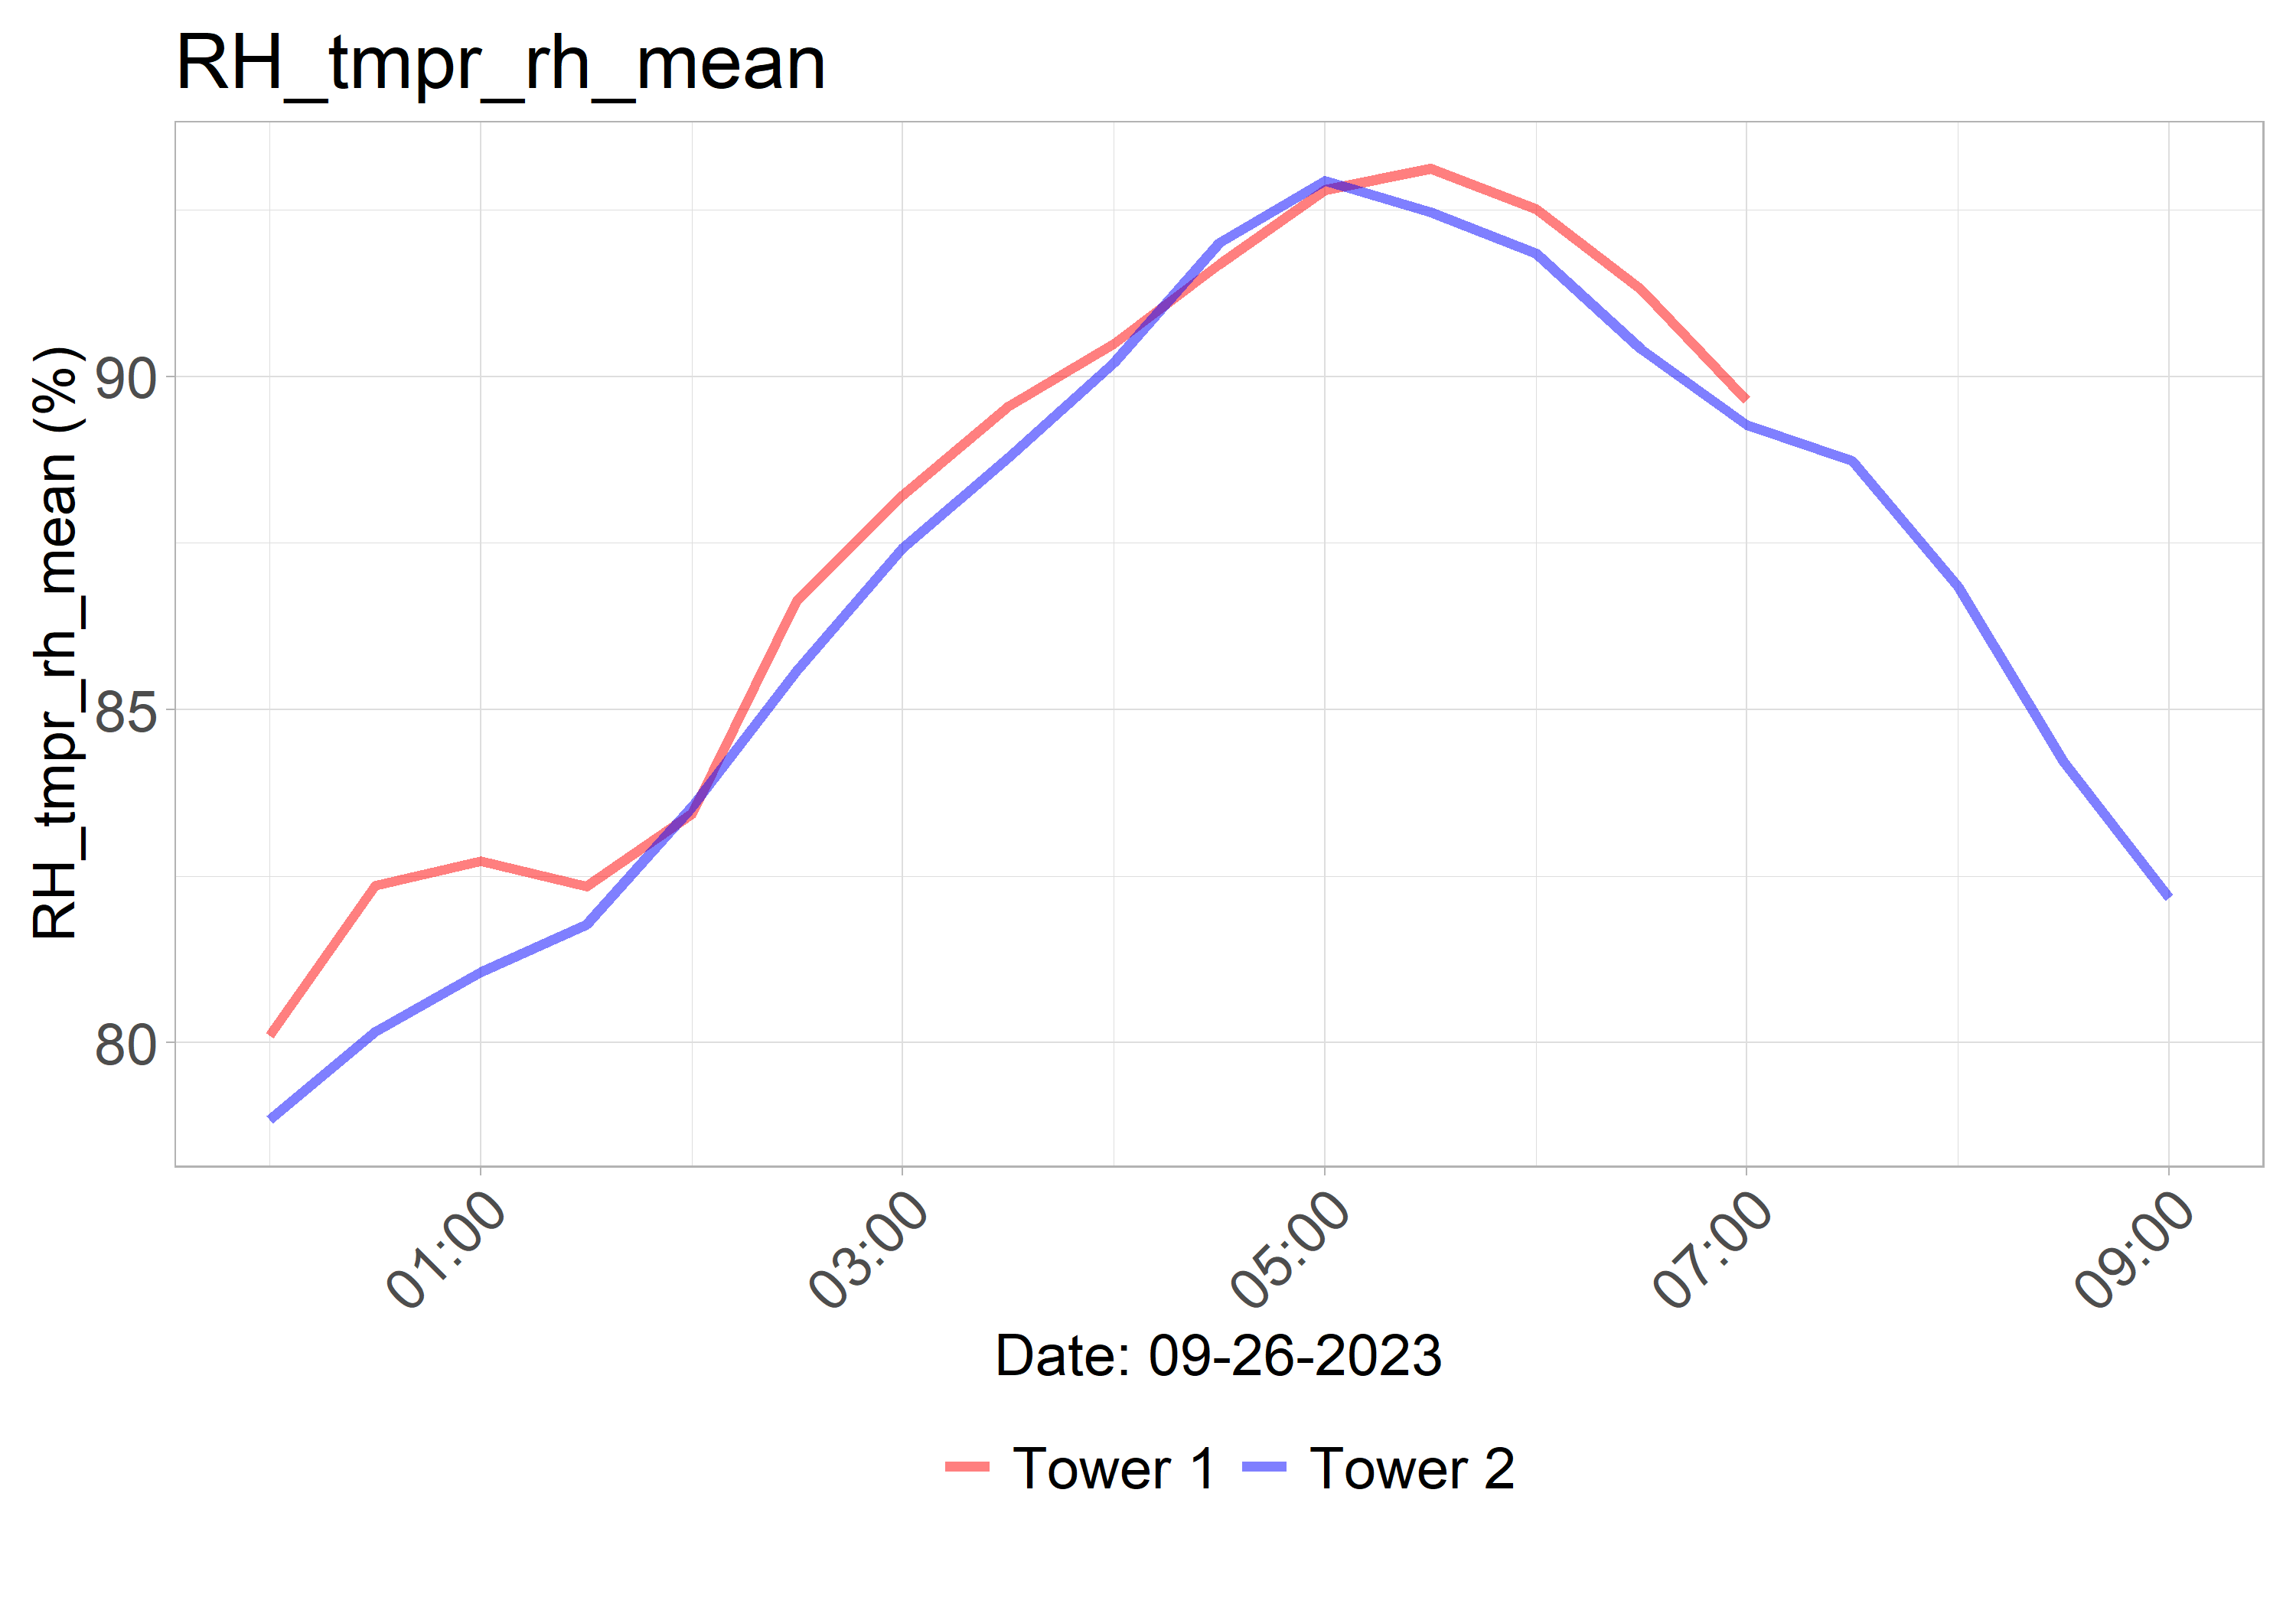 RH_tmpr_rh_mean
RH_tmpr_rh_mean (%)
90
85
80
01:00 03:00 05:00 07:00 09:00
Date: 09-26-2023
Tower 1 Tower 2